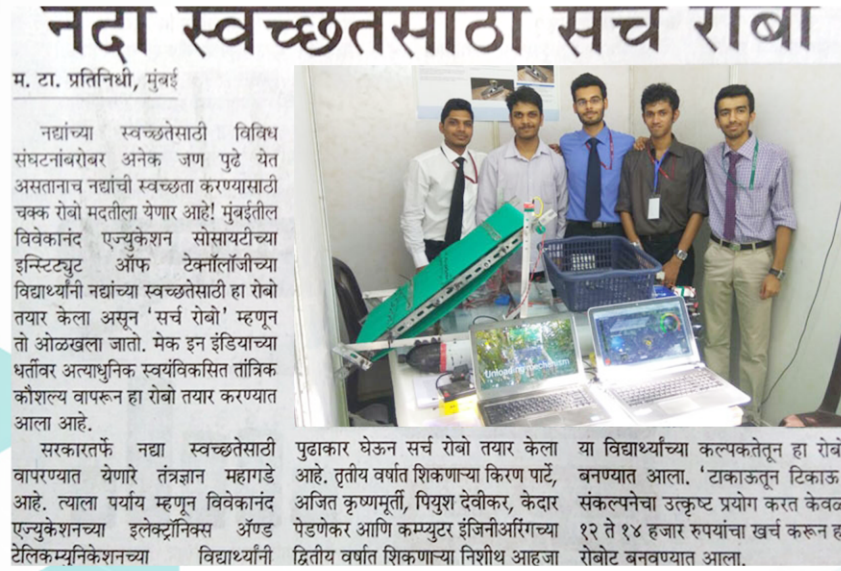 नदी स्वच्छतेसाठी सर्च रोबो
म. टा. प्रतिनिधी, मुंबई
नद्यांच्या स्वच्छतेसाठी विविध
संघटनांबरोबर अनेक जण पुढे येत
असतानाच नद्यांची स्वच्छता करण्यासाठी
चक्क रोबो मदतीला येणार आहे! मुंबईतील
विवेकानंद एज्युकेशन सोसायटीच्या
इन्स्टिट्युट ऑफ टेक्नॉलॉजीच्या
विद्यार्थ्यांनी नद्यांच्या स्वच्छतेसाठी हा रोबो
तयार केला असून ‘सर्च रोबो’ म्हणून
तो ओळखला जातो. मेक इन इंडियाच्या
धर्तीवर अत्याधुनिक स्वयंविकसित तांत्रिक
कौशल्य वापरून हा रोबो तयार करण्यात
आला आहे.
सरकारतर्फे नद्या स्वच्छतेसाठी
वापरण्यात येणारे तंत्रज्ञान महागडे
आहे. त्याला पर्याय म्हणून विवेकानंद
एज्युकेशनच्या इलेक्ट्रॉनिक्स अँण्ड
टेलिकम्युनिकेशनच्या विद्यार्थ्यांनी
पुढाकार घेऊन सर्च रोबो तयार केला
आहे. तृतीय वर्षात शिकणाऱ्या किरण पार्टे,
अजित कृष्णमूर्ती, पियुश देवीकर, केदार
पेडणेकर आणि कम्प्युटर इंजिनीअरिंगच्या
द्वितीय वर्षात शिकणाऱ्या निशीथ आहुजा
या विद्यार्थ्यांच्या कल्पकतेतून हा रोबो
बनण्यात आला. ‘टाकाऊतून टिकाऊ
संकल्पनेचा उत्कृष्ट प्रयोग करत केवळ
१२ ते १४ हजार रुपयांचा खर्च करून ह
रोबोट बनवण्यात आला.
Unloading mechanism